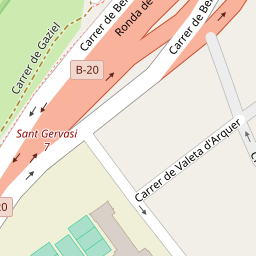 Carrer de Gaziel
Carrer de Be
Ronda de
Carrer de Be
B-20
Sant Gervasi
7
Carrer de Valeta d'Arquer
20